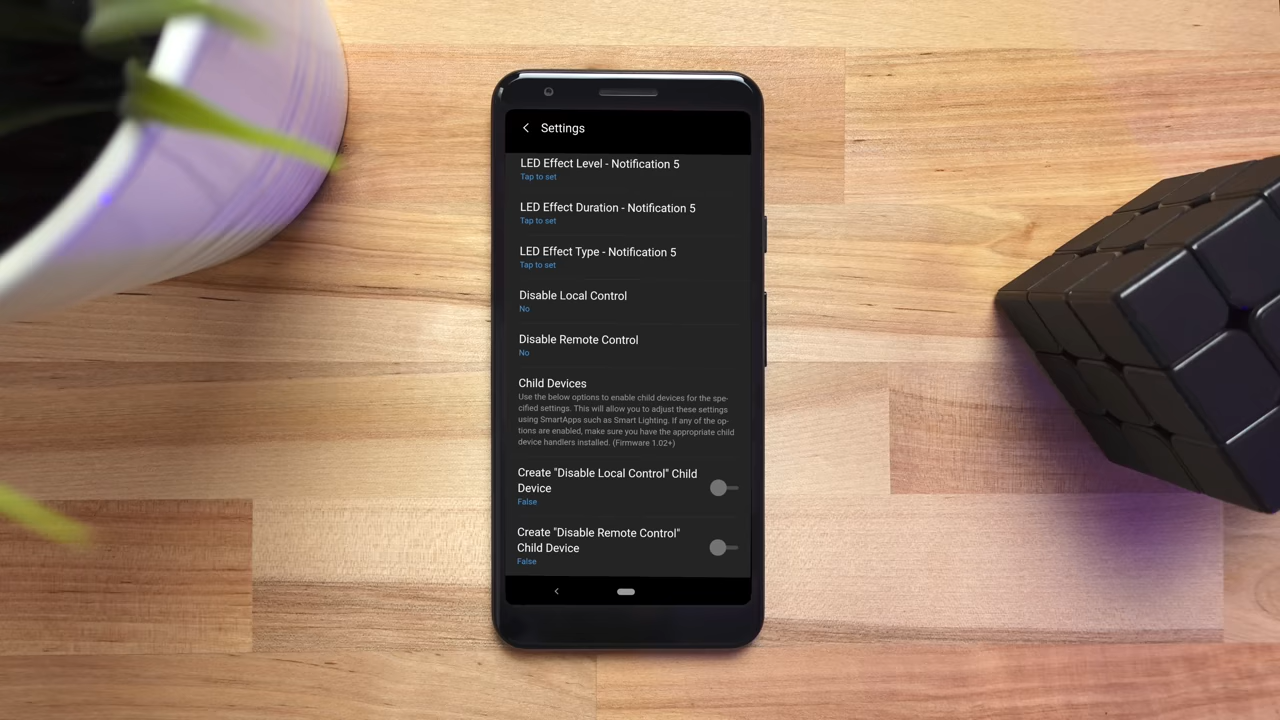 Settings
LED Effect Level - Notification 5
Tap to set
LED Effect Duration - Notification 5
Tap to set
LED Effect Type - Notification 5
Tap to set
Disable Local Control
No
Disable Remote Control
No
Child Devices
Use the below options to enable child devices for the spe-
cified settings. This will allow you to adjust these settings
using SmartApps such as Smart Lighting. If any of the op-
tions are enabled, make sure you have the appropriate child
device handlers installed. (Firmware 1.02+)
Create "Disable Local Control" Child
Device
False
Create "Disable Remote Control"
Child Device
False